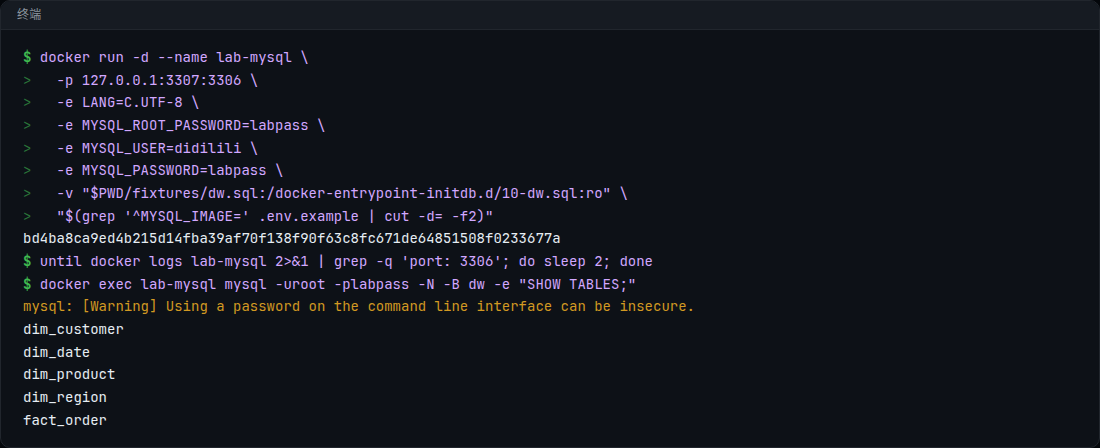 终端
$ docker run -d --name lab-mysql \
>   -p 127.0.0.1:3307:3306 \
>   -e LANG=C.UTF-8 \
>   -e MYSQL_ROOT_PASSWORD=labpass \
>   -e MYSQL_USER=didilili \
>   -e MYSQL_PASSWORD=labpass \
>   -v "$PWD/fixtures/dw.sql:/docker-entrypoint-initdb.d/10-dw.sql:ro" \
>   "$(grep '^MYSQL_IMAGE=' .env.example | cut -d= -f2)"
bd4ba8ca9ed4b215d14fba39af70f138f90f63c8fc671de64851508f0233677a
$ until docker logs lab-mysql 2>&1 | grep -q 'port: 3306'; do sleep 2; done
$ docker exec lab-mysql mysql -uroot -plabpass -N -B dw -e "SHOW TABLES;"
mysql: [Warning] Using a password on the command line interface can be insecure.
dim_customer
dim_date
dim_product
dim_region
fact_order